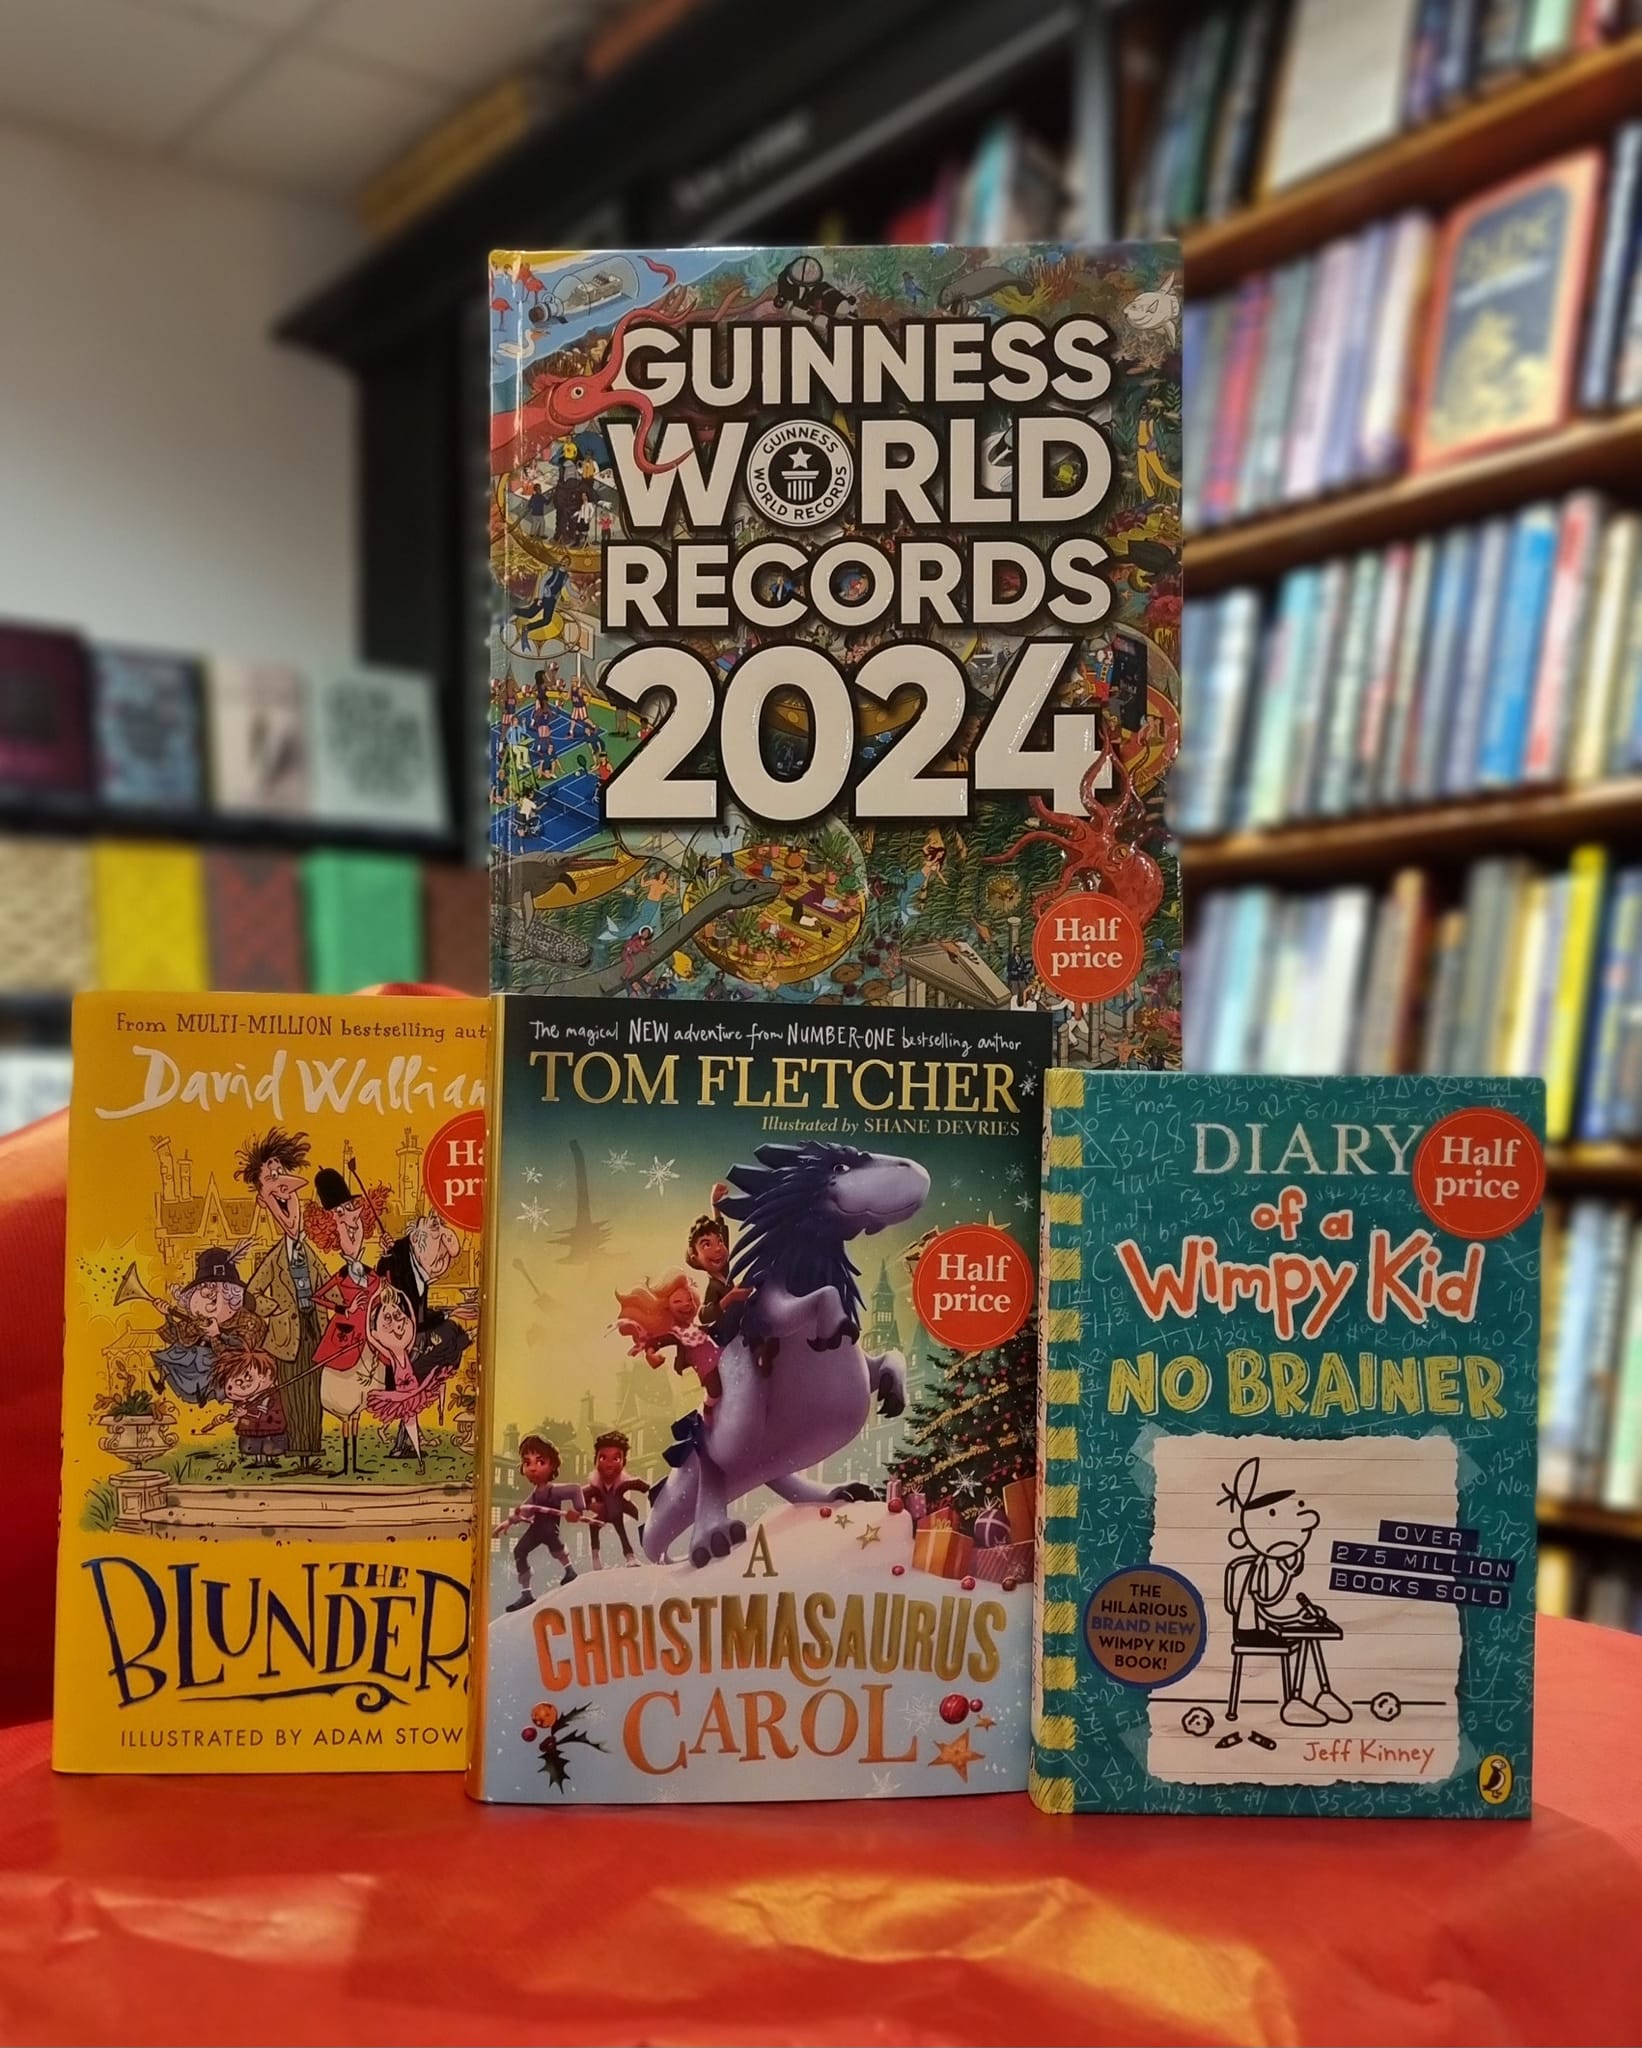 GUINNESS
WORLD
GUINNESS
WORLD RECORDS
RECORDS
2024
Half
price
From MULTI-MILLION bestselling
David
Ha
pri
THE
BLUNDERS
ILLUSTRATED BY ADAM STOW
The magical NEW adventure from NUMBER-ONE bestselling author
TOM FLETCHER
Illustrated by SHANE DEVRIES
Half
price
A
CHRISTMASAURUS
CAROL
DIARY
of a
Wimpy Kid
NO BRAINER
Half
price
OVER
275 MILLION
BOOKS SOLD
THE
HILARIOUS
BRAND NEW
WIMPY KID
BOOK!
Jeff Kinney